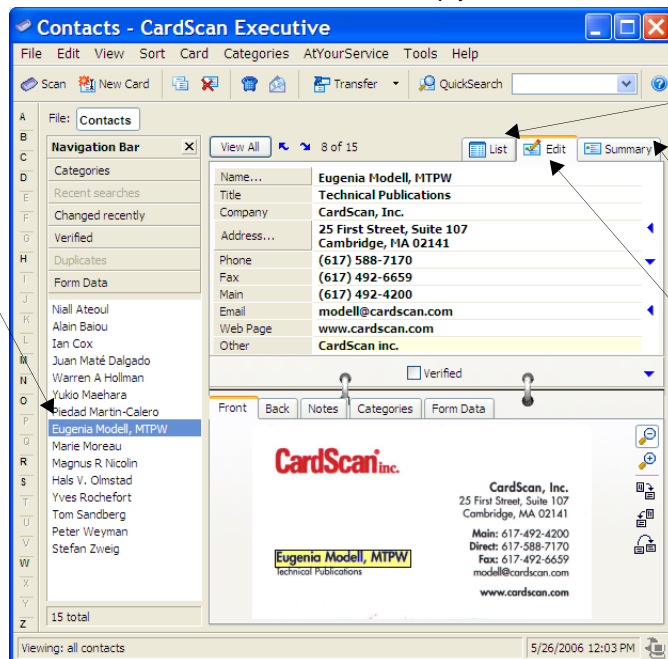 Contacts - CardScan Executive
File Edit View Sort Card Categories AtYourService Tools Help
Scan New Card Transfer QuickSearch
A
B
C
D
E
F
G
H
I
J
K
L
M
N
O
P
Q
R
S
T
U
V
W
X
Y
Z
File: Contacts
Navigation Bar X
Categories
Recent searches
Changed recently
Verified
Duplicates
Form Data
Niall Ateoul
Alain Baiou
Ian Cox
Juan Maté Dalgado
Warren A Hollman
Yukio Maehara
Piedad Martin-Calero
Eugenia Modell, MTPW
Marie Moreau
Magnus R Nicolin
Hals V. Olmstad
Yves Rochefort
Tom Sandberg
Peter Weyman
Stefan Zweig
15 total
View All 8 of 15 List Edit Summary
Name... Eugenia Modell, MTPW
Title Technical Publications
Company CardScan, Inc.
Address... 25 First Street, Suite 107
Cambridge, MA 02141
Phone (617) 588-7170
Fax (617) 492-6659
Main (617) 492-4200
Email modell@cardscan.com
Web Page www.cardscan.com
Other CardScan inc.
Verified
Front Back Notes Categories Form Data
CardScan inc.
CardScan, Inc.
25 First Street, Suite 107
Cambridge, MA 02141
Main: 617-492-4200
Direct: 617-588-7170
Fax: 617-492-6659
modell@cardscan.com
www.cardscan.com
Eugenia Modell, MTPW
Technical Publications
Viewing: all contacts 5/26/2006 12:03 PM